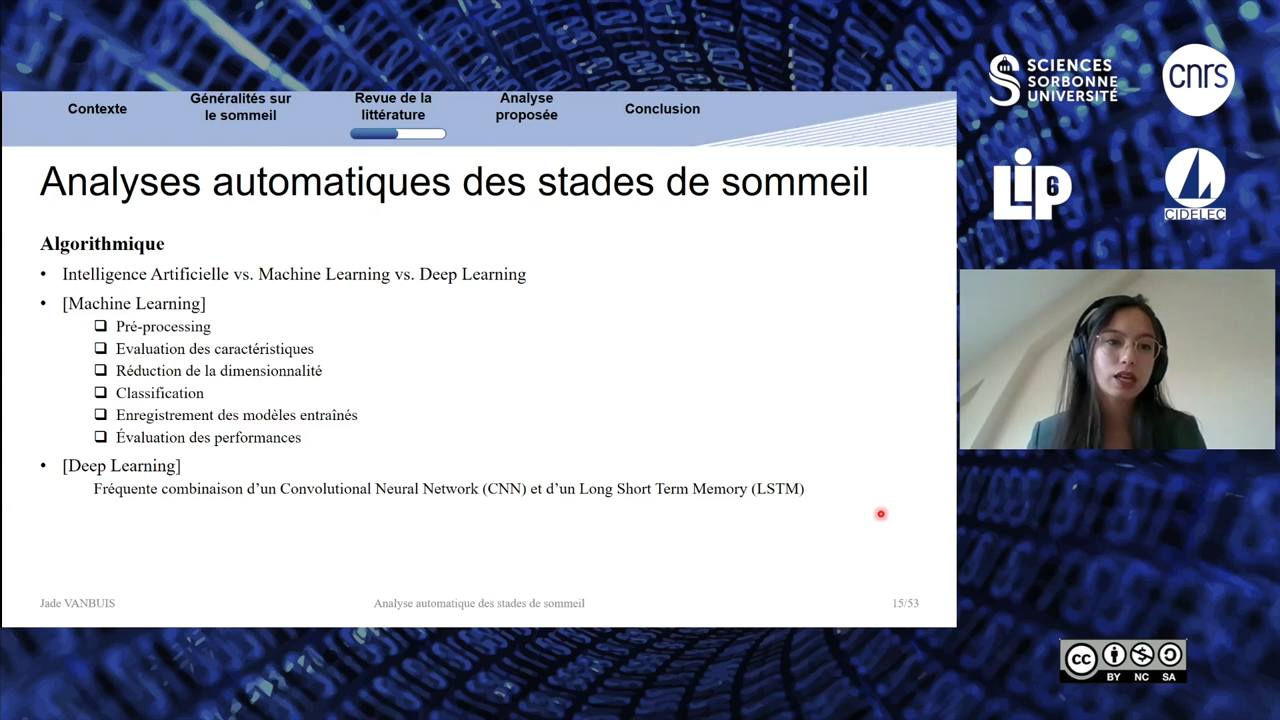 Contexte
Généralités sur
le sommeil
Revue de la
littérature
Analyse
proposée
Conclusion
Analyses automatiques des stades de sommeil
Algorithmique
• Intelligence Artificielle vs. Machine Learning vs. Deep Learning
• [Machine Learning]
Pré-processing
Evaluation des caractéristiques
Réduction de la dimensionnalité
Classification
Enregistrement des modèles entraînés
Évaluation des performances
• [Deep Learning]
Fréquente combinaison d’un Convolutional Neural Network (CNN) et d’un Long Short Term Memory (LSTM)
Jade VANBUIS
Analyse automatique des stades de sommeil
15/53
SCIENCES
SORBONNE
UNIVERSITÉ
cnrs
LIP6
CIDELEC
cc
BY NC SA